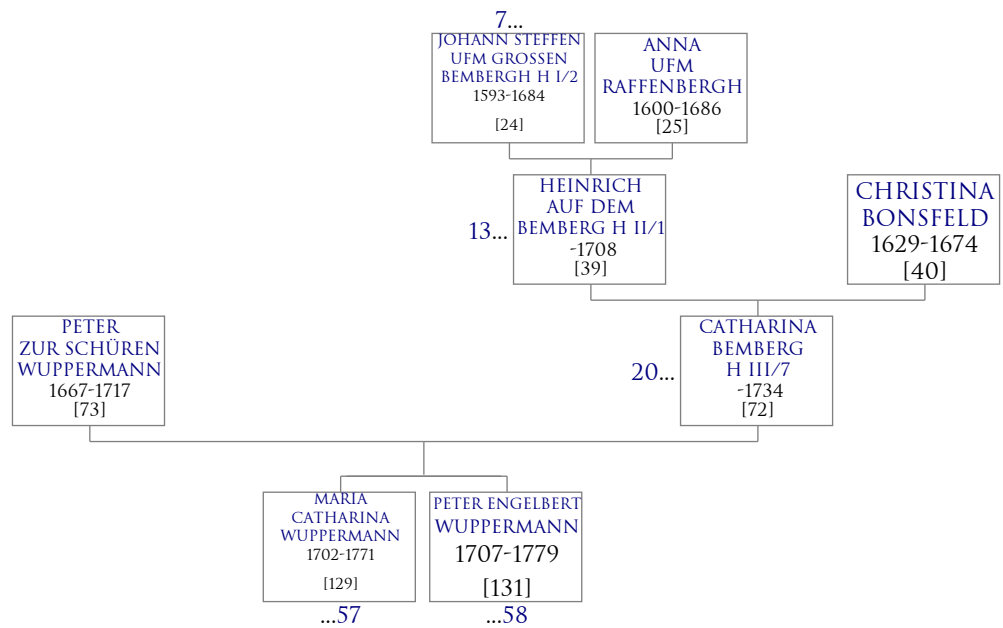 7...
JOHANN STEFFEN
UFM GROSSEN
BEMBERGH H I/2
1593-1684
[24]
ANNA
UFM
RAFFENBERGH
1600-1686
[25]
13...
HEINRICH
AUF DEM
BEMBERG H II/1
-1708
[39]
CHRISTINA
BONSFELD
1629-1674
[40]
PETER
ZUR SCHÜREN
WUPPERMANN
1667-1717
[73]
20...
CATHARINA
BEMBERG
H III/7
-1734
[72]
MARIA
CATHARINA
WUPPERMANN
1702-1771
[129]
...57
PETER ENGELBERT
WUPPERMANN
1707-1779
[131]
...58